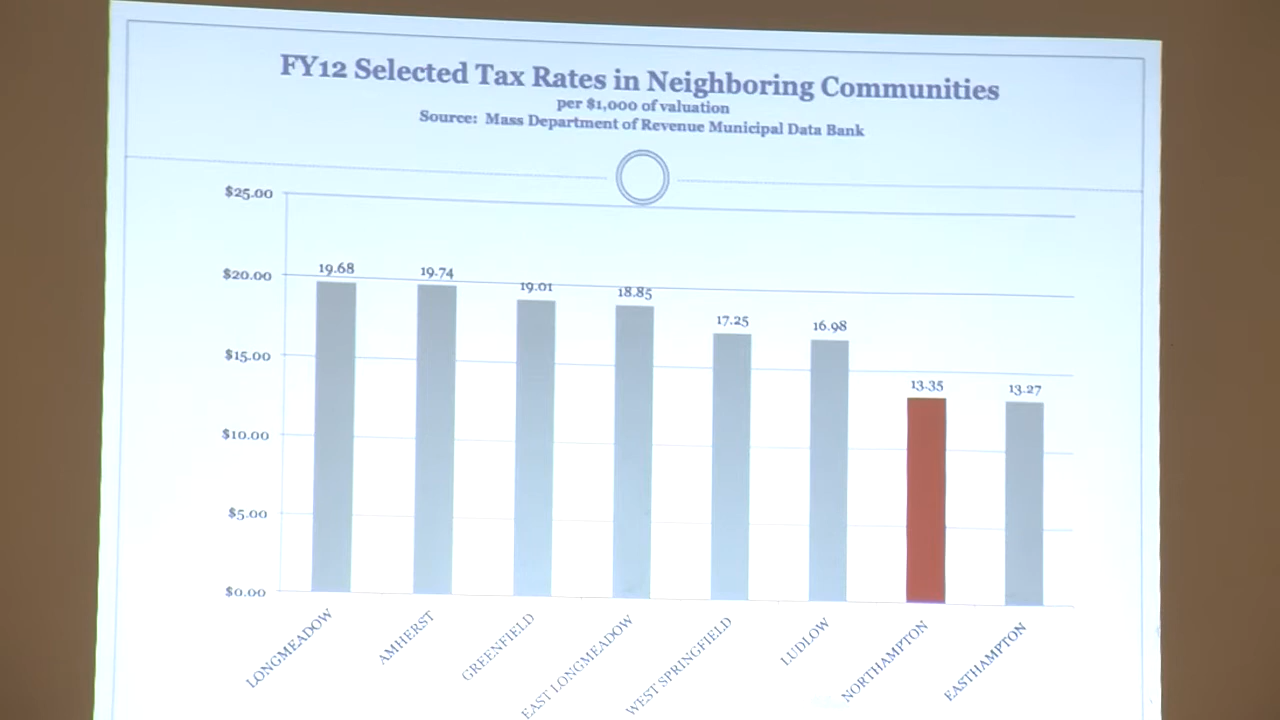 FY12 Selected Tax Rates in Neighboring Communities
per $1,000 of valuation
Source: Mass Department of Revenue Municipal Data Bank
$25.00
$20.00
$15.00
$10.00
$5.00
$0.00
19.68
19.74
19.01
18.85
17.25
16.98
13.35
13.27
LONGMEADOW
AMHERST
GREENFIELD
EAST LONGMEADOW
WEST SPRINGFIELD
LUDLOW
NORTHAMPTON
EASTHAMPTON